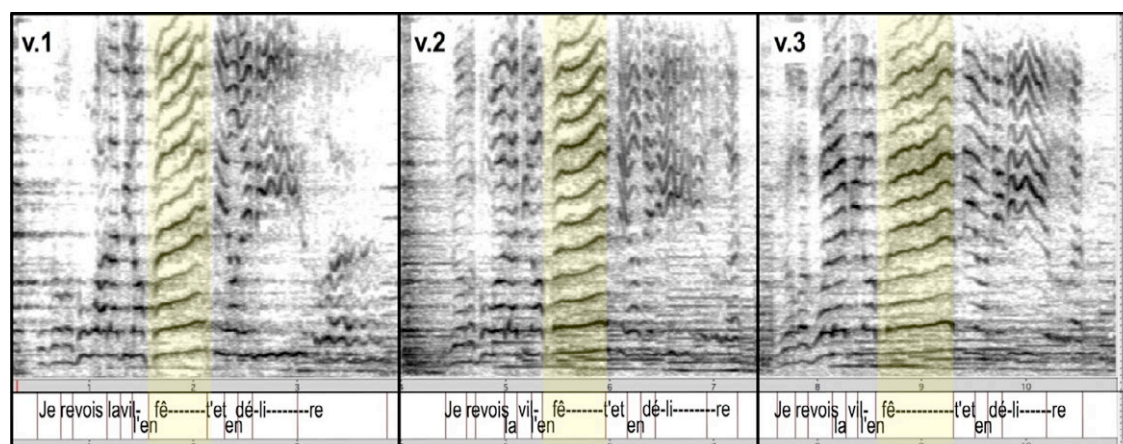 v.1
v.2
v.3
1 2 3
5 6 7
8 9 10
Je revois la vil- fê-------t'et dé-li-------re
l'en en
Je revois vil- fê-------t'et dé-li-------re
la l'en en
Je revois vil- fê-----------t'et dé-li-------re
la l'en en